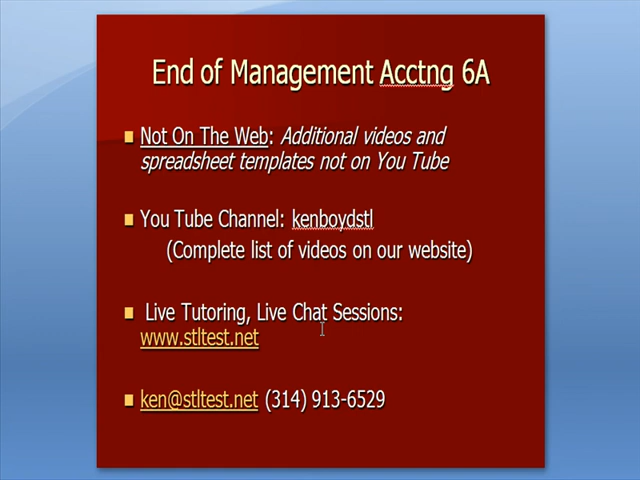 End of Management Acctng 6A
Not On The Web: Additional videos and
spreadsheet templates not on You Tube
You Tube Channel: kenboydstl
(Complete list of videos on our website)
Live Tutoring, Live Chat Sessions:
www.stltest.net
ken@stltest.net (314) 913-6529